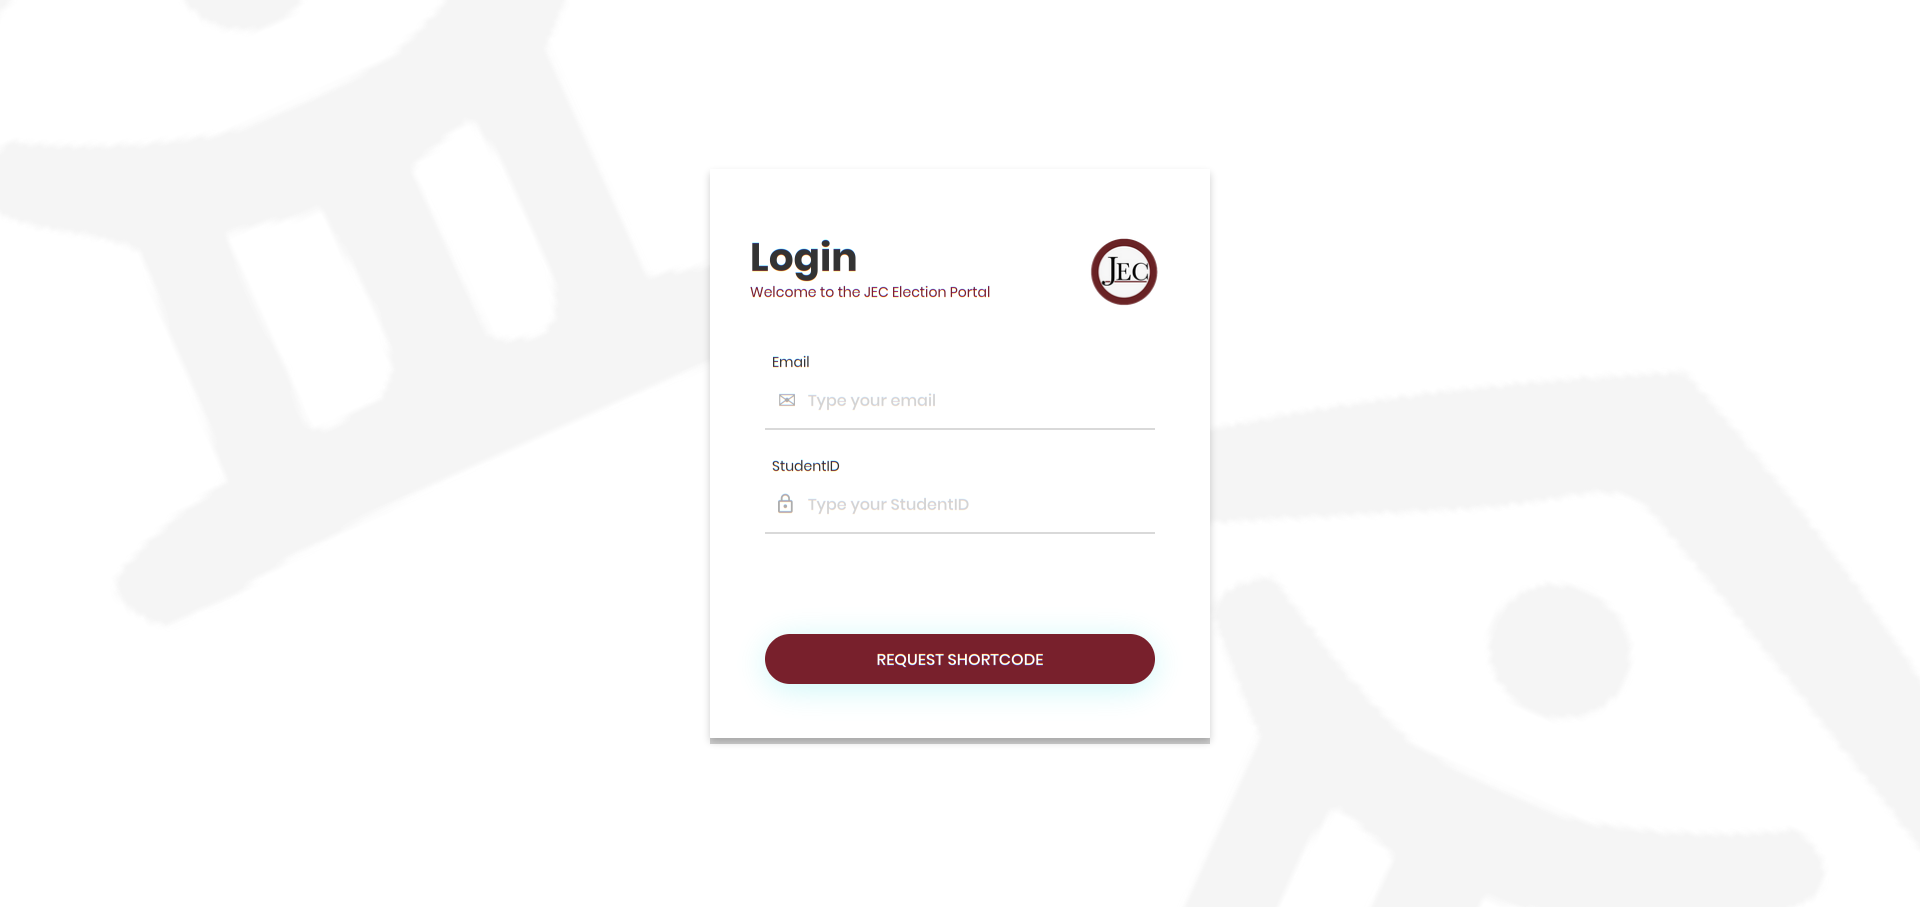 Login
JEC
Welcome to the JEC Election Portal
Email
Type your email
StudentID
Type your StudentID
REQUEST SHORTCODE